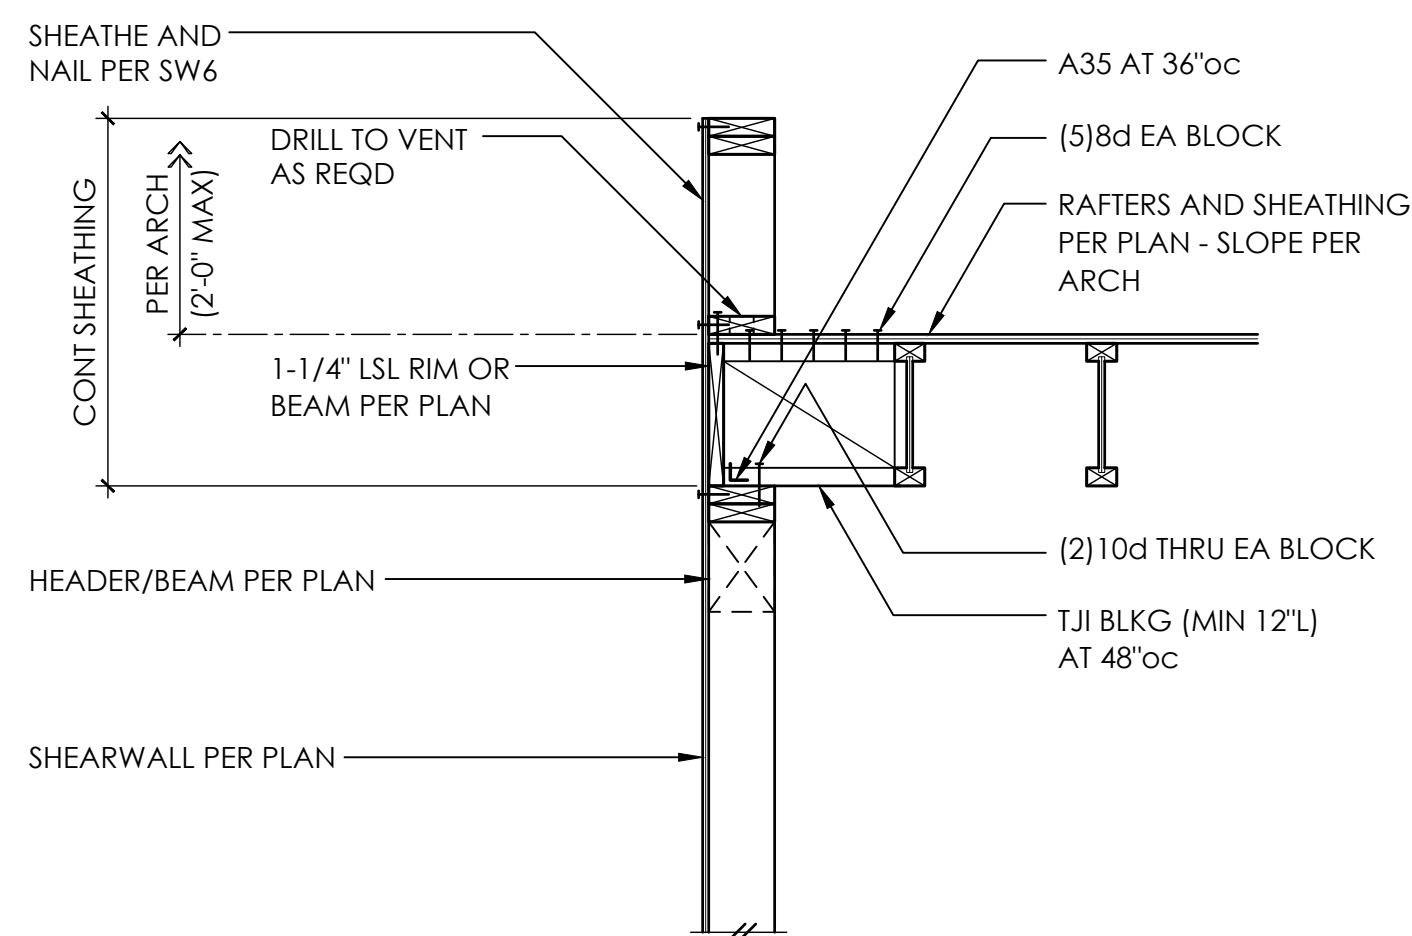 SHEATHE AND
NAIL PER SW6
DRILL TO VENT
AS REQD
CONT SHEATHING
PER ARCH
(2'-0" MAX)
1-1/4" LSL RIM OR
BEAM PER PLAN
HEADER/BEAM PER PLAN
SHEARWALL PER PLAN
A35 AT 36"oc
(5)8d EA BLOCK
RAFTERS AND SHEATHING
PER PLAN - SLOPE PER
ARCH
(2)10d THRU EA BLOCK
TJI BLKG (MIN 12"L)
AT 48"oc